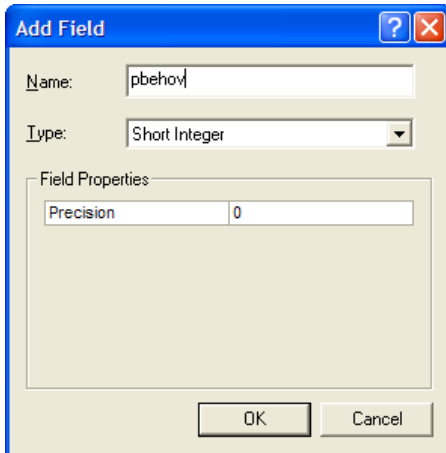 Add Field
Name: pbehov
Type: Short Integer
Field Properties
Precision 0
OK Cancel